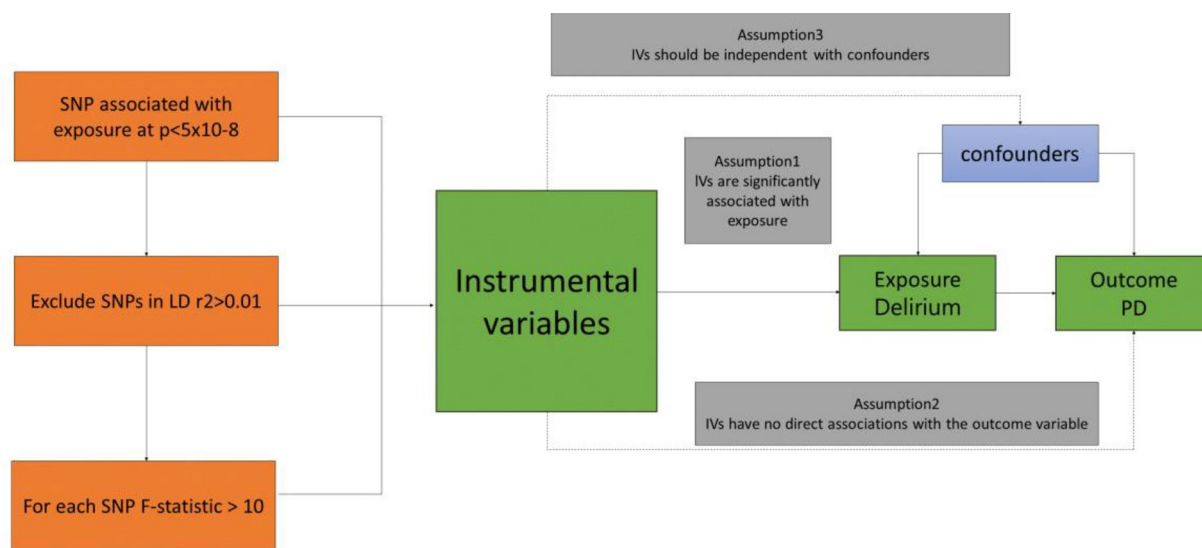 SNP associated with
exposure at p<5x10-8
Exclude SNPs in LD r2>0.01
For each SNP F-statistic > 10
Instrumental
variables
Assumption3
IVs should be independent with confounders
Assumption1
IVs are significantly
associated with
exposure
confounders
Exposure
Delirium
Outcome
PD
Assumption2
IVs have no direct associations with the outcome variable